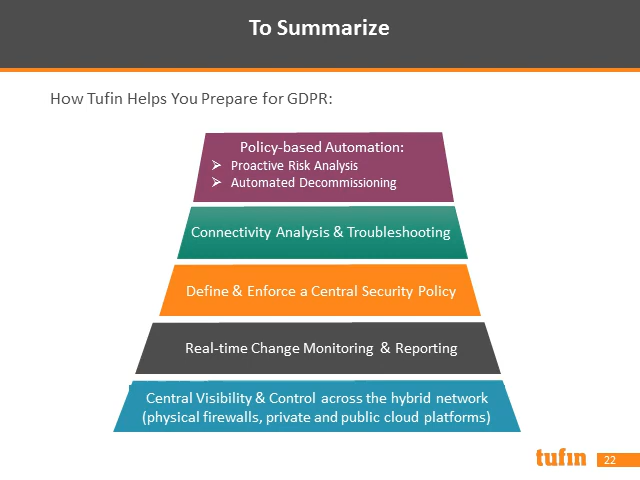 To Summarize
How Tufin Helps You Prepare for GDPR:
Policy-based Automation:
➢ Proactive Risk Analysis
➢ Automated Decommissioning
Connectivity Analysis & Troubleshooting
Define & Enforce a Central Security Policy
Real-time Change Monitoring & Reporting
Central Visibility & Control across the hybrid network
(physical firewalls, private and public cloud platforms)
tufin 22